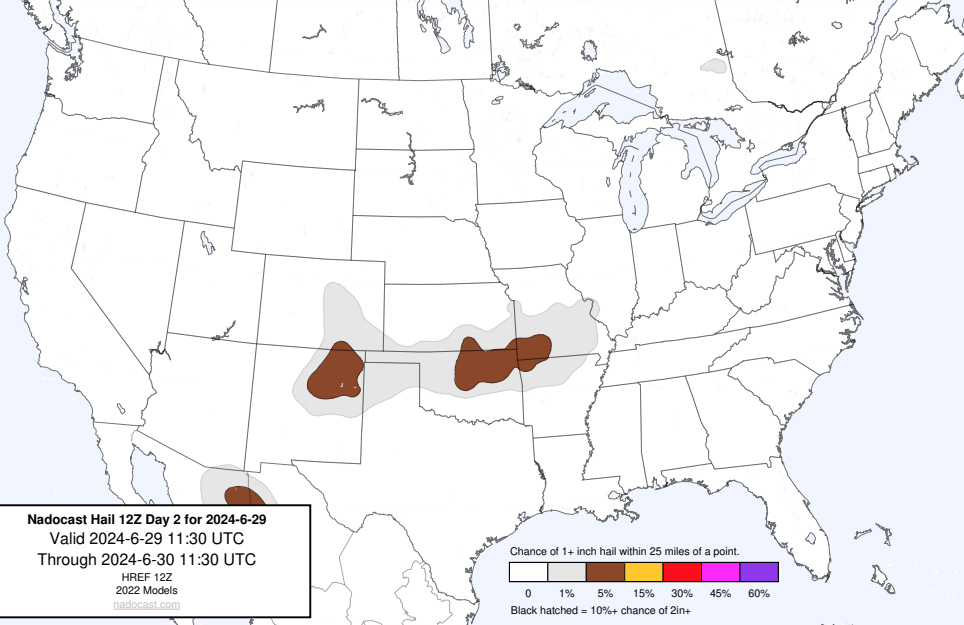 Nadocast Hail 12Z Day 2 for 2024-6-29
Valid 2024-6-29 11:30 UTC
Through 2024-6-30 11:30 UTC
HREF 12Z
2022 Models
nadocast.com
Chance of 1+ inch hail within 25 miles of a point.
0 1% 5% 15% 30% 45% 60%
Black hatched = 10%+ chance of 2in+